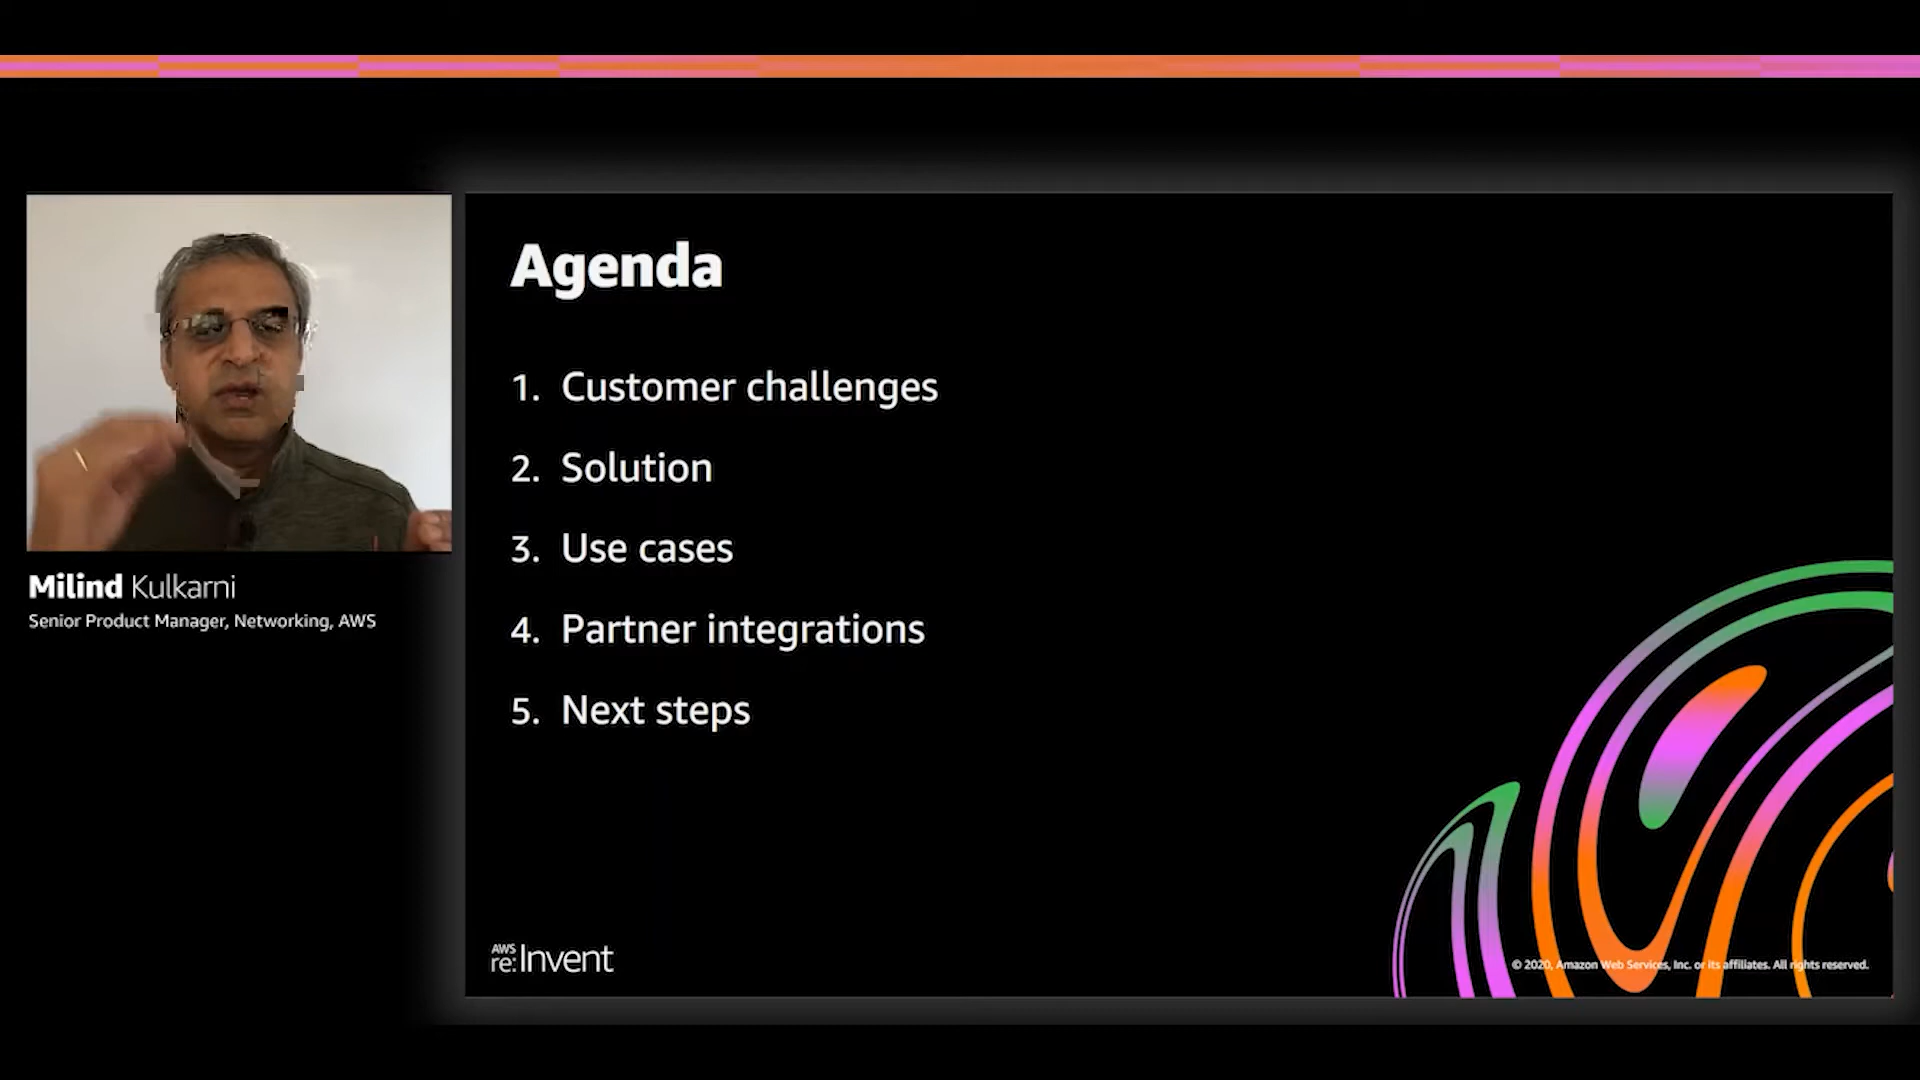 Agenda
1. Customer challenges
2. Solution
3. Use cases
4. Partner integrations
5. Next steps
Milind Kulkarni
Senior Product Manager, Networking, AWS
AWS
re:Invent
© 2020, Amazon Web Services, Inc. or its affiliates. All rights reserved.